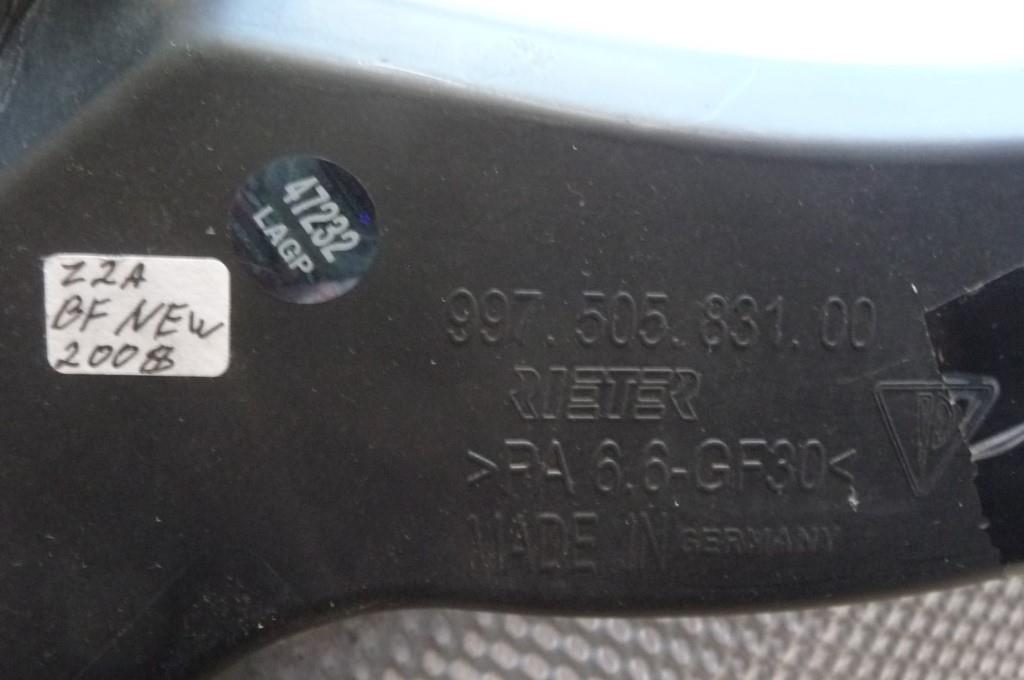 47232
LAGP
Z2A
BF NEW
2008
997.505.831.00
RIETER
>PA 6.6-GF30<
MADE IN GERMANY